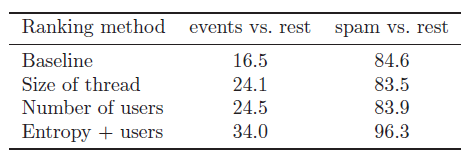 Ranking method events vs. rest spam vs. rest
Baseline 16.5 84.6
Size of thread 24.1 83.5
Number of users 24.5 83.9
Entropy + users 34.0 96.3